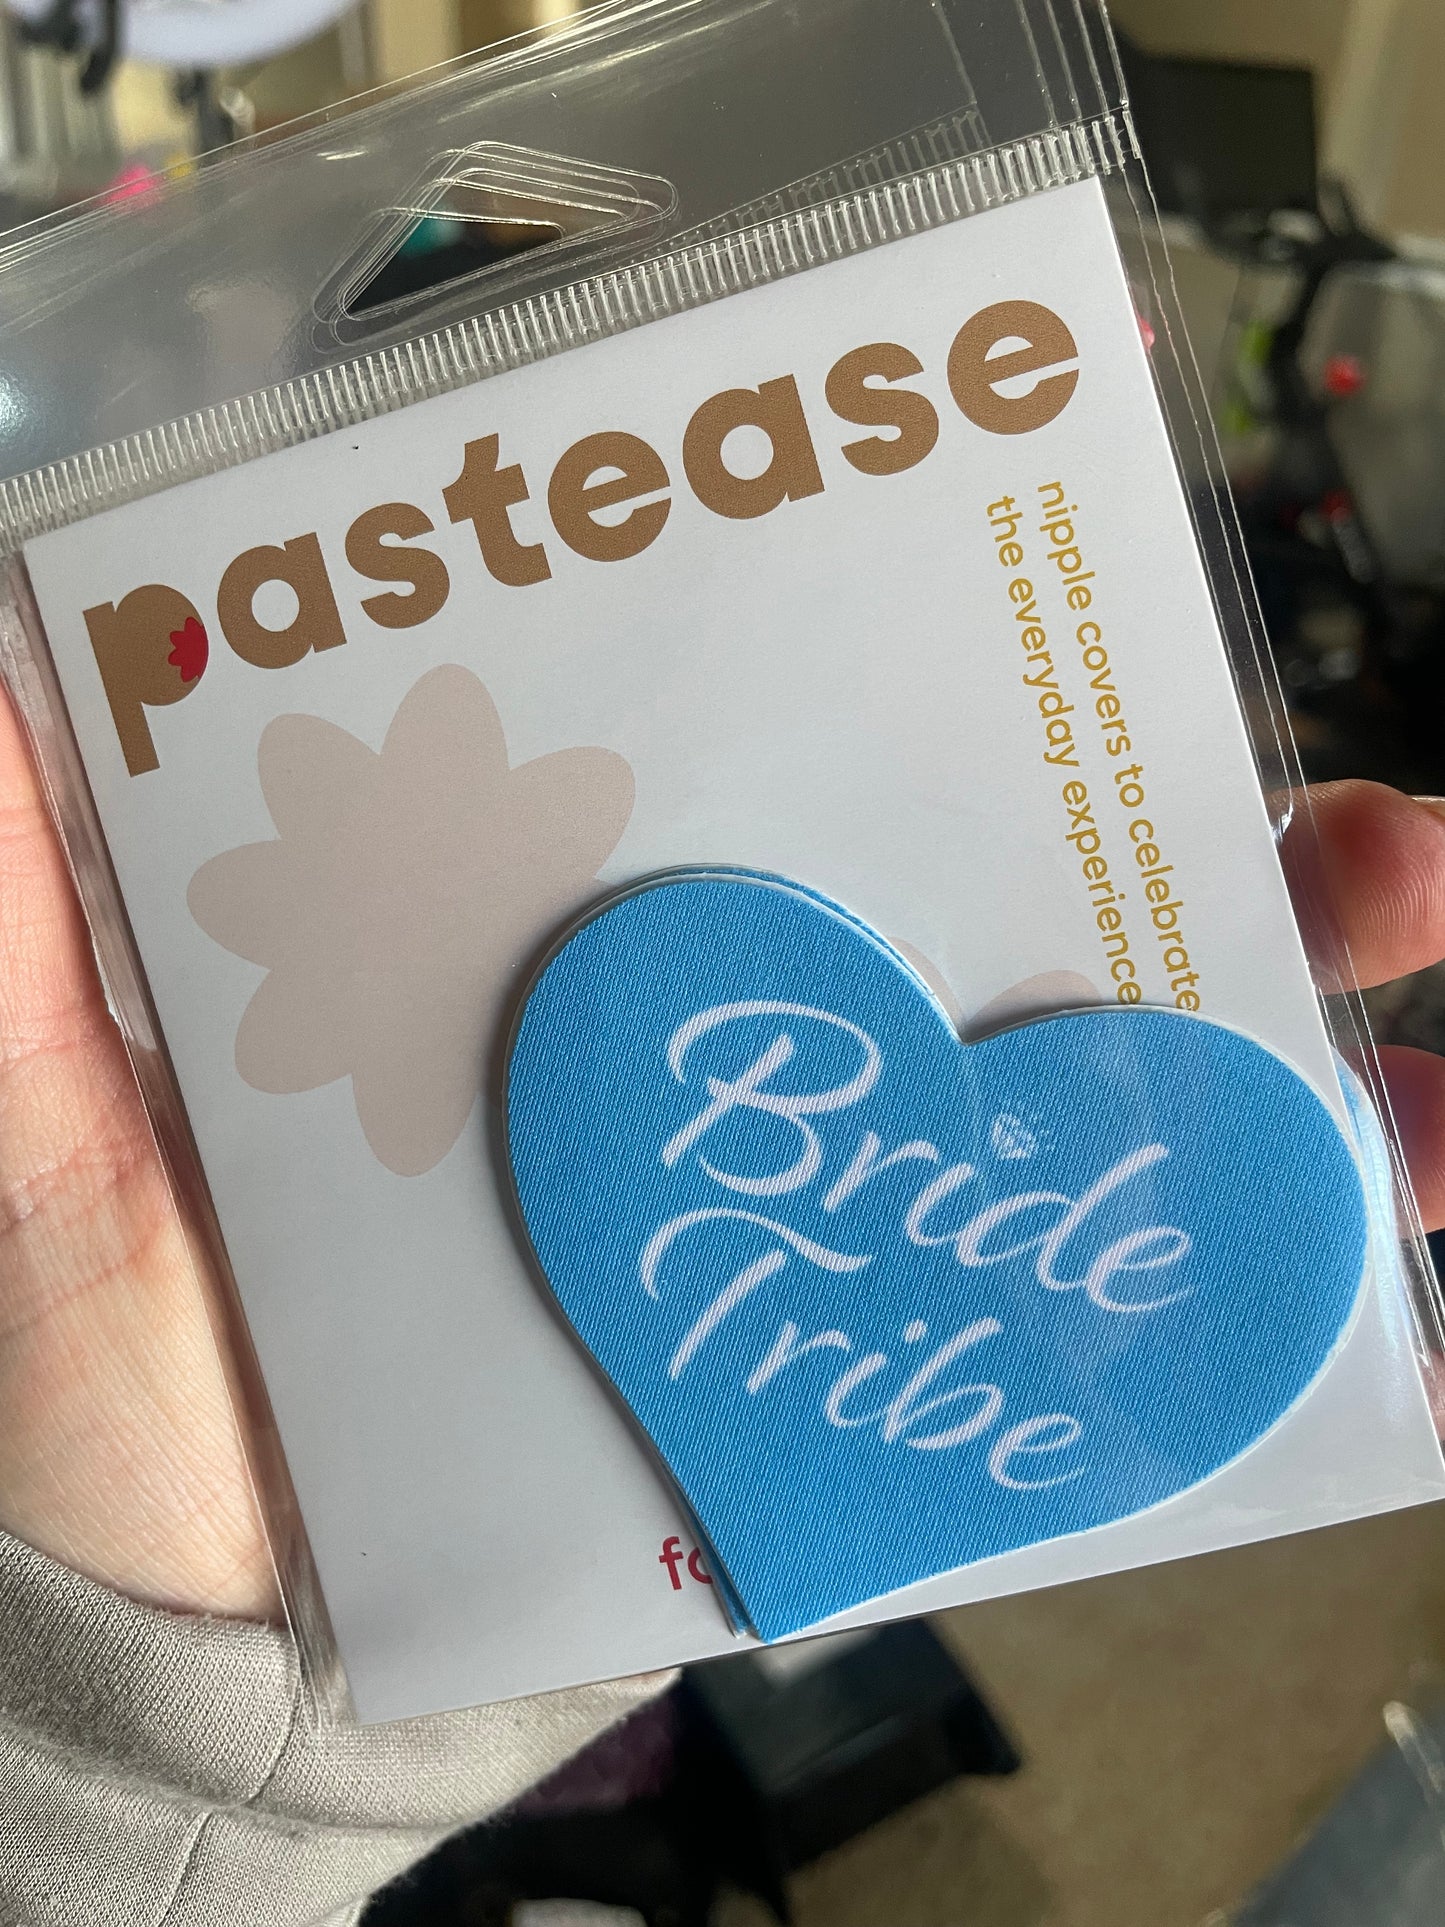 pastease
nipple covers to celebrate
the everyday experience
Bride
Tribe